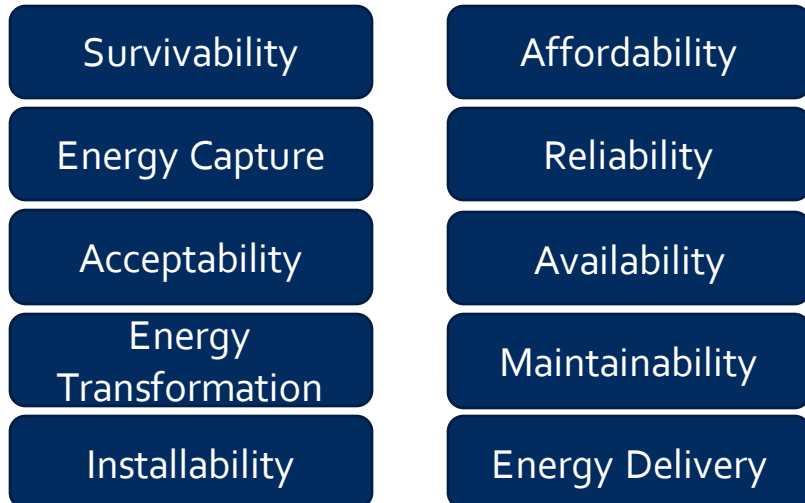 Survivability
Affordability
Energy Capture
Reliability
Acceptability
Availability
Energy
Transformation
Maintainability
Installability
Energy Delivery